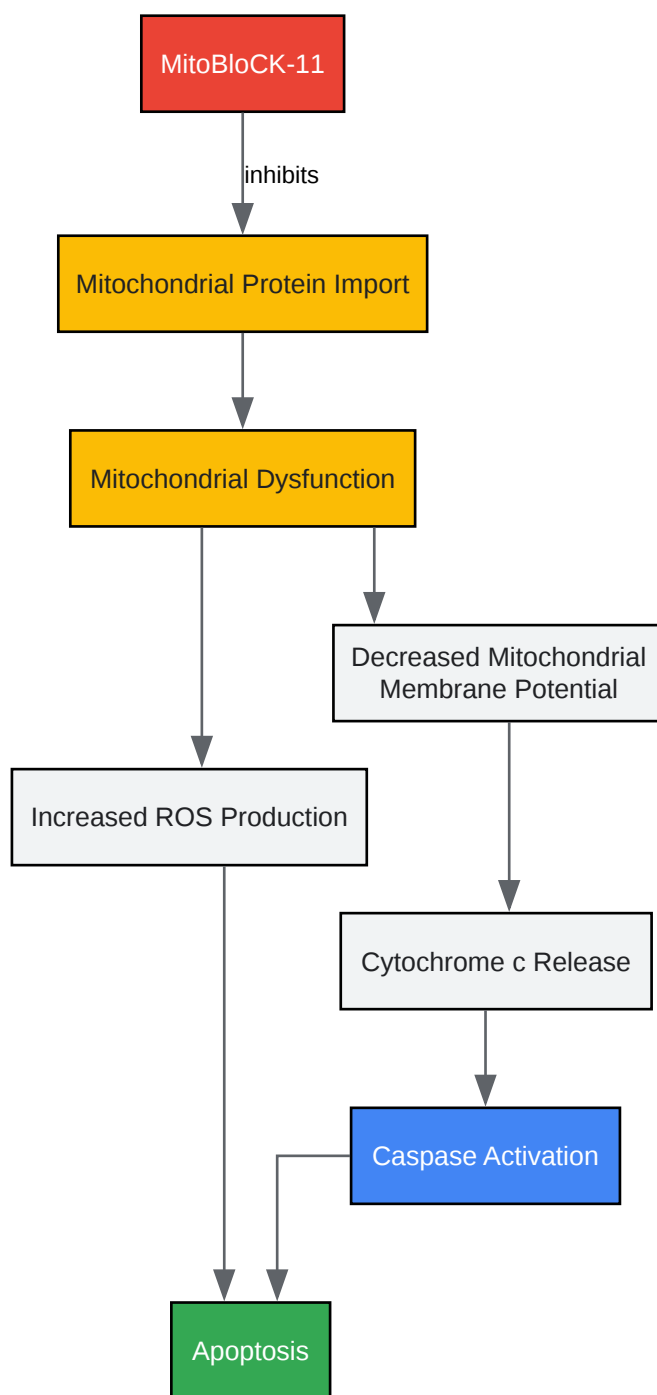 MitoBloCK-11
inhibits
Mitochondrial Protein Import
Mitochondrial Dysfunction
Decreased Mitochondrial
Membrane Potential
Increased ROS Production
Cytochrome c Release
Caspase Activation
Apoptosis